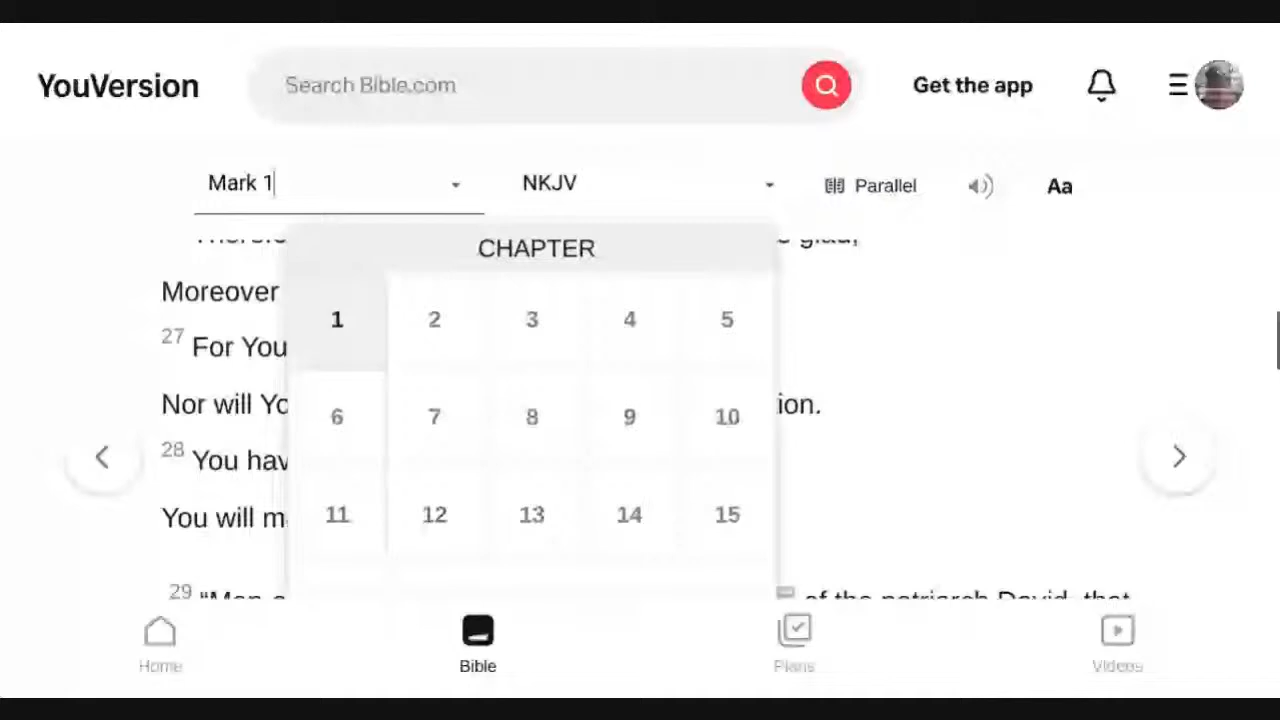 YouVersion Search Bible.com Get the app
Mark 1 NKJV Parallel Aa
glad,
CHAPTER
Moreover
1 2 3 4 5
27 For You
Nor will Yo ion.
6 7 8 9 10
28 You hav
You will m
11 12 13 14 15
29 "Men of the patriarch David, that
Home Bible Plans Videos